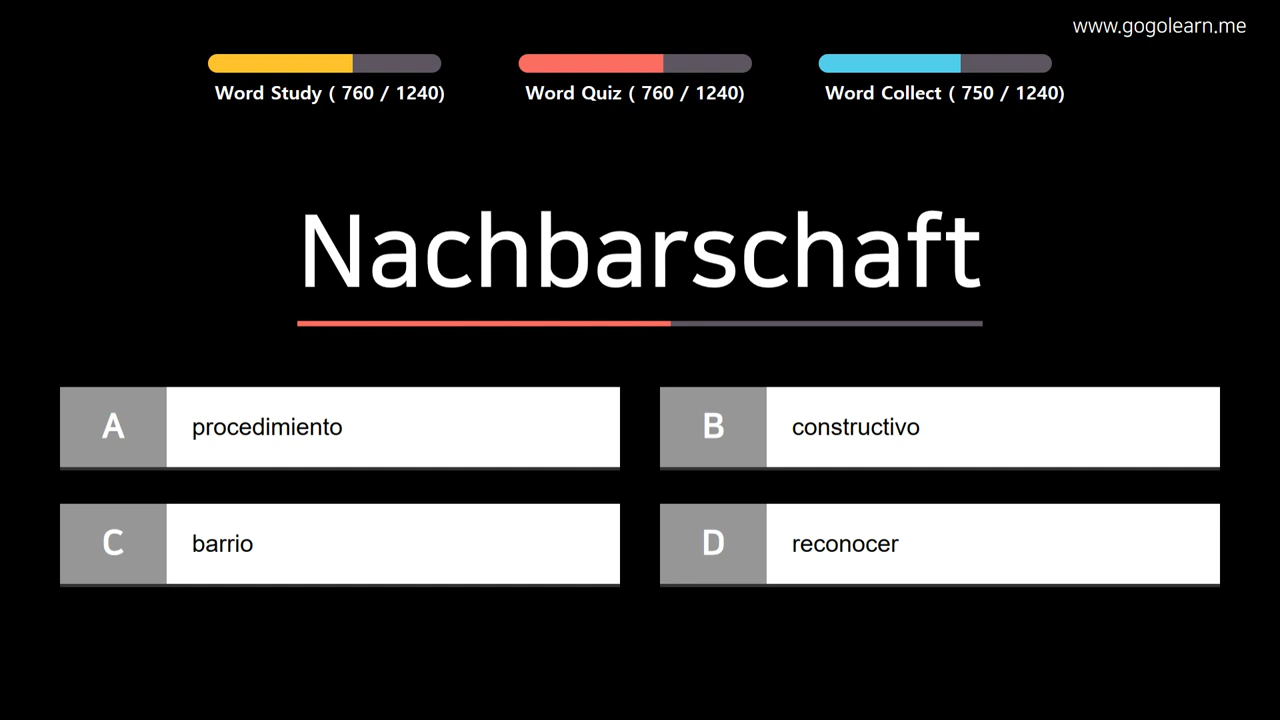 www.gogolearn.me
Word Study ( 760 / 1240)
Word Quiz ( 760 / 1240)
Word Collect ( 750 / 1240)
Nachbarschaft
A procedimiento
B constructivo
C barrio
D reconocer